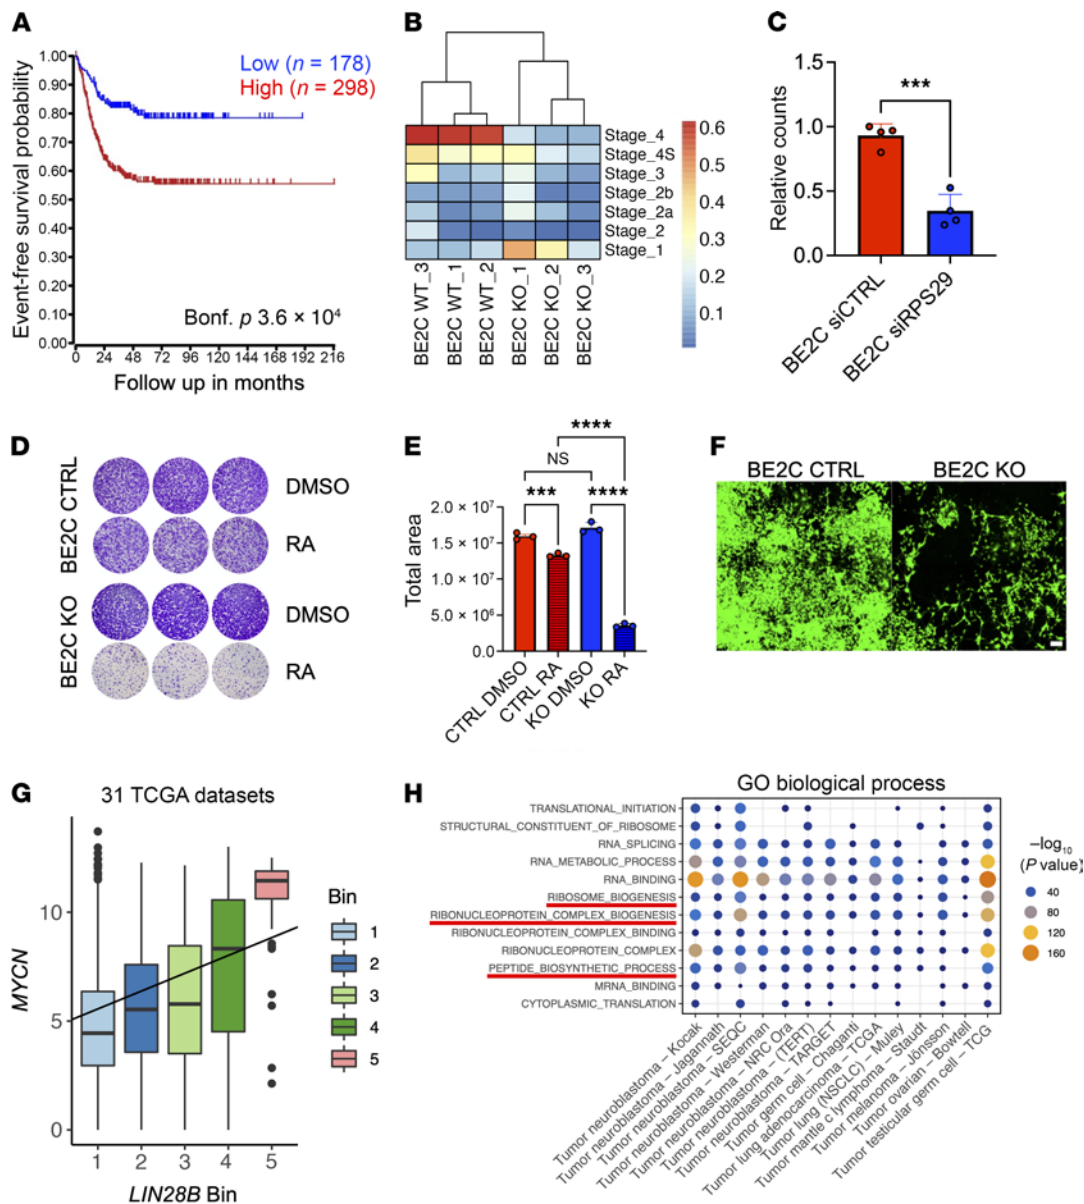 A
Event-free survival probability
1.00
0.90
0.80
0.70
0.60
0.50
0.40
0.30
0.20
0.10
0.00
Low (n = 178)
High (n = 298)
Bonf. p 3.6 × 10⁴
0 24 48 72 96 120 144 168 192 216
Follow up in months
B
Stage_4
Stage_4S
Stage_3
Stage_2b
Stage_2a
Stage_2
Stage_1
BE2C WT_3
BE2C WT_1
BE2C WT_2
BE2C KO_1
BE2C KO_2
BE2C KO_3
0.6
0.5
0.4
0.3
0.2
0.1
C
Relative counts
1.5
1.0
0.5
0.0
***
BE2C siCTRL
BE2C siRPS29
D
BE2C CTRL
DMSO
RA
BE2C KO
DMSO
RA
E
****
NS
*** ****
Total area
2.0 × 10⁷
1.5 × 10⁷
1.0 × 10⁷
5.0 × 10⁶
0.0
CTRL DMSO
CTRL RA
KO DMSO
KO RA
F
BE2C CTRL BE2C KO
G
31 TCGA datasets
MYCN
10
5
0
1 2 3 4 5
LIN28B Bin
Bin
1
2
3
4
5
H
GO biological process
TRANSLATIONAL_INITIATION
STRUCTURAL_CONSTITUENT_OF_RIBOSOME
RNA_SPLICING
RNA_METABOLIC_PROCESS
RNA_BINDING
RIBOSOME_BIOGENESIS
RIBONUCLEOPROTEIN_COMPLEX_BIOGENESIS
RIBONUCLEOPROTEIN_COMPLEX_BINDING
RIBONUCLEOPROTEIN_COMPLEX
PEPTIDE_BIOSYNTHETIC_PROCESS
MRNA_BINDING
CYTOPLASMIC_TRANSLATION
Tumor neuroblastoma – Kocak
Tumor neuroblastoma – Jagannath
Tumor neuroblastoma – SEQC
Tumor neuroblastoma – Westerman
Tumor neuroblastoma – NRC Ora
Tumor neuroblastoma – (TERT)
Tumor neuroblastoma – TARGET
Tumor germ cell – Chaganti
Tumor lung adenocarcinoma – TCGA
Tumor lung (NSCLC) – Muley
Tumor mantle c lymphoma – Staudt
Tumor melanoma – Jönsson
Tumor ovarian – Bowtell
Tumor testicular germ cell – TCG
–log₁₀
(P value)
40
80
120
160